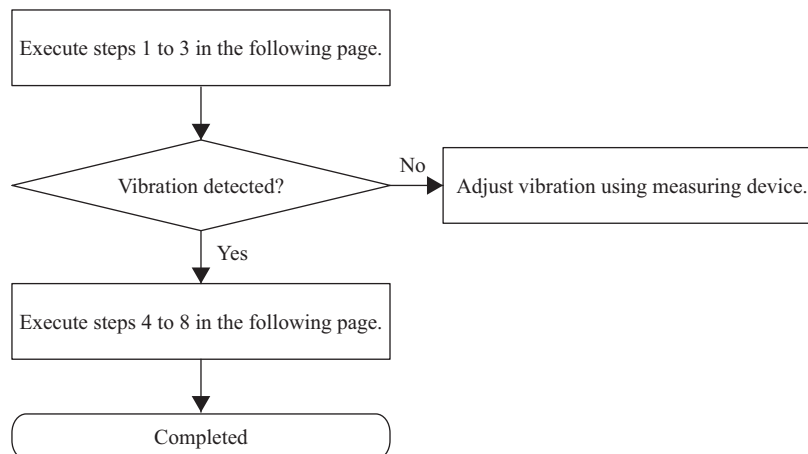 Execute steps 1 to 3 in the following page.
Vibration detected?
No
Adjust vibration using measuring device.
Yes
Execute steps 4 to 8 in the following page.
Completed